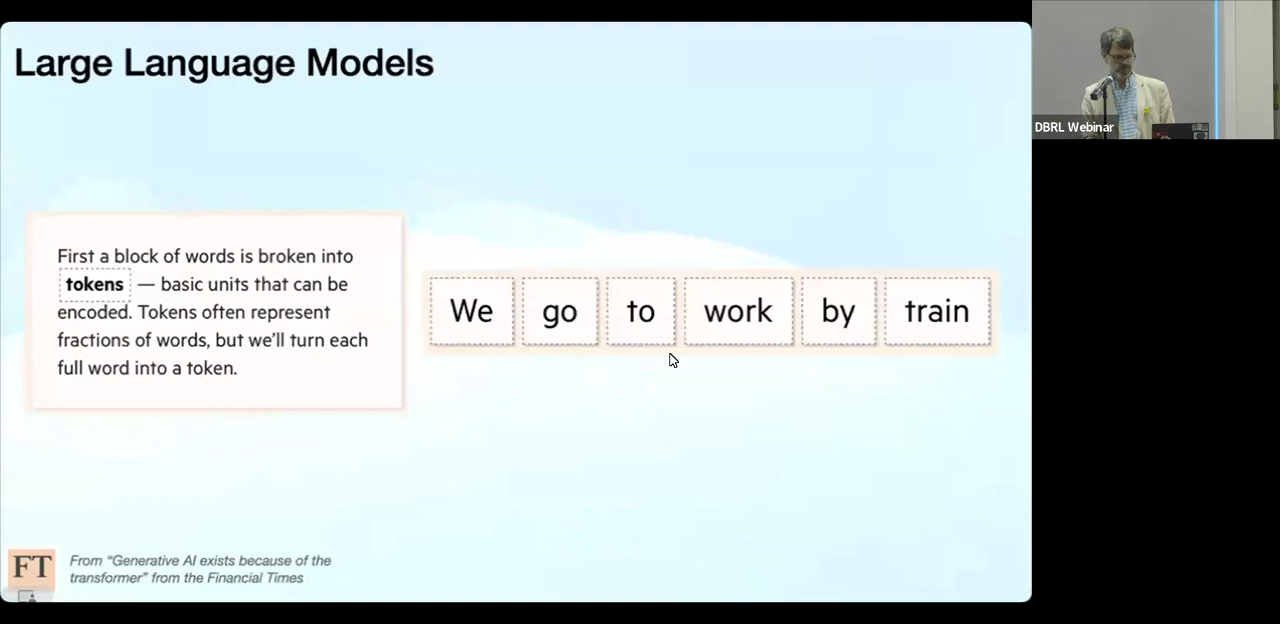 Large Language Models
First a block of words is broken into
tokens — basic units that can be
encoded. Tokens often represent
fractions of words, but we’ll turn each
full word into a token.
We go to work by train
FT
From “Generative AI exists because of the
transformer” from the Financial Times
DBRL Webinar